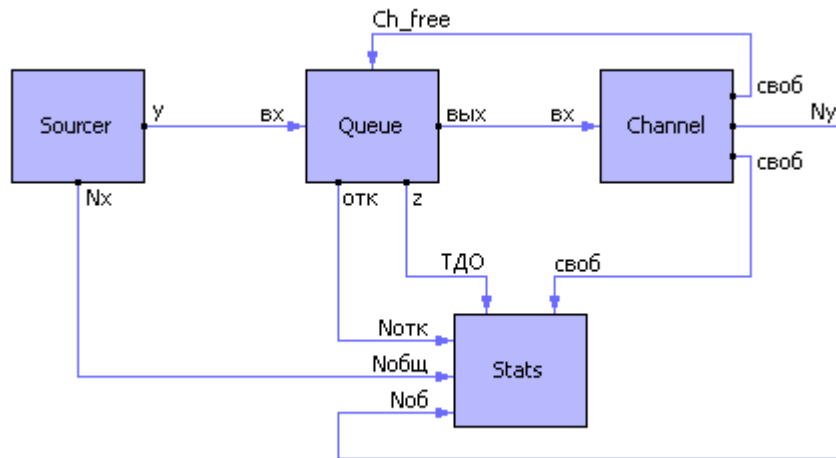 Ch_free
своб
Sourcer
y
вх
Queue
вых
вх
Channel
Ny
своб
Nx
отк
z
ТДО
своб
Nотк
Nобщ
Stats
Nоб